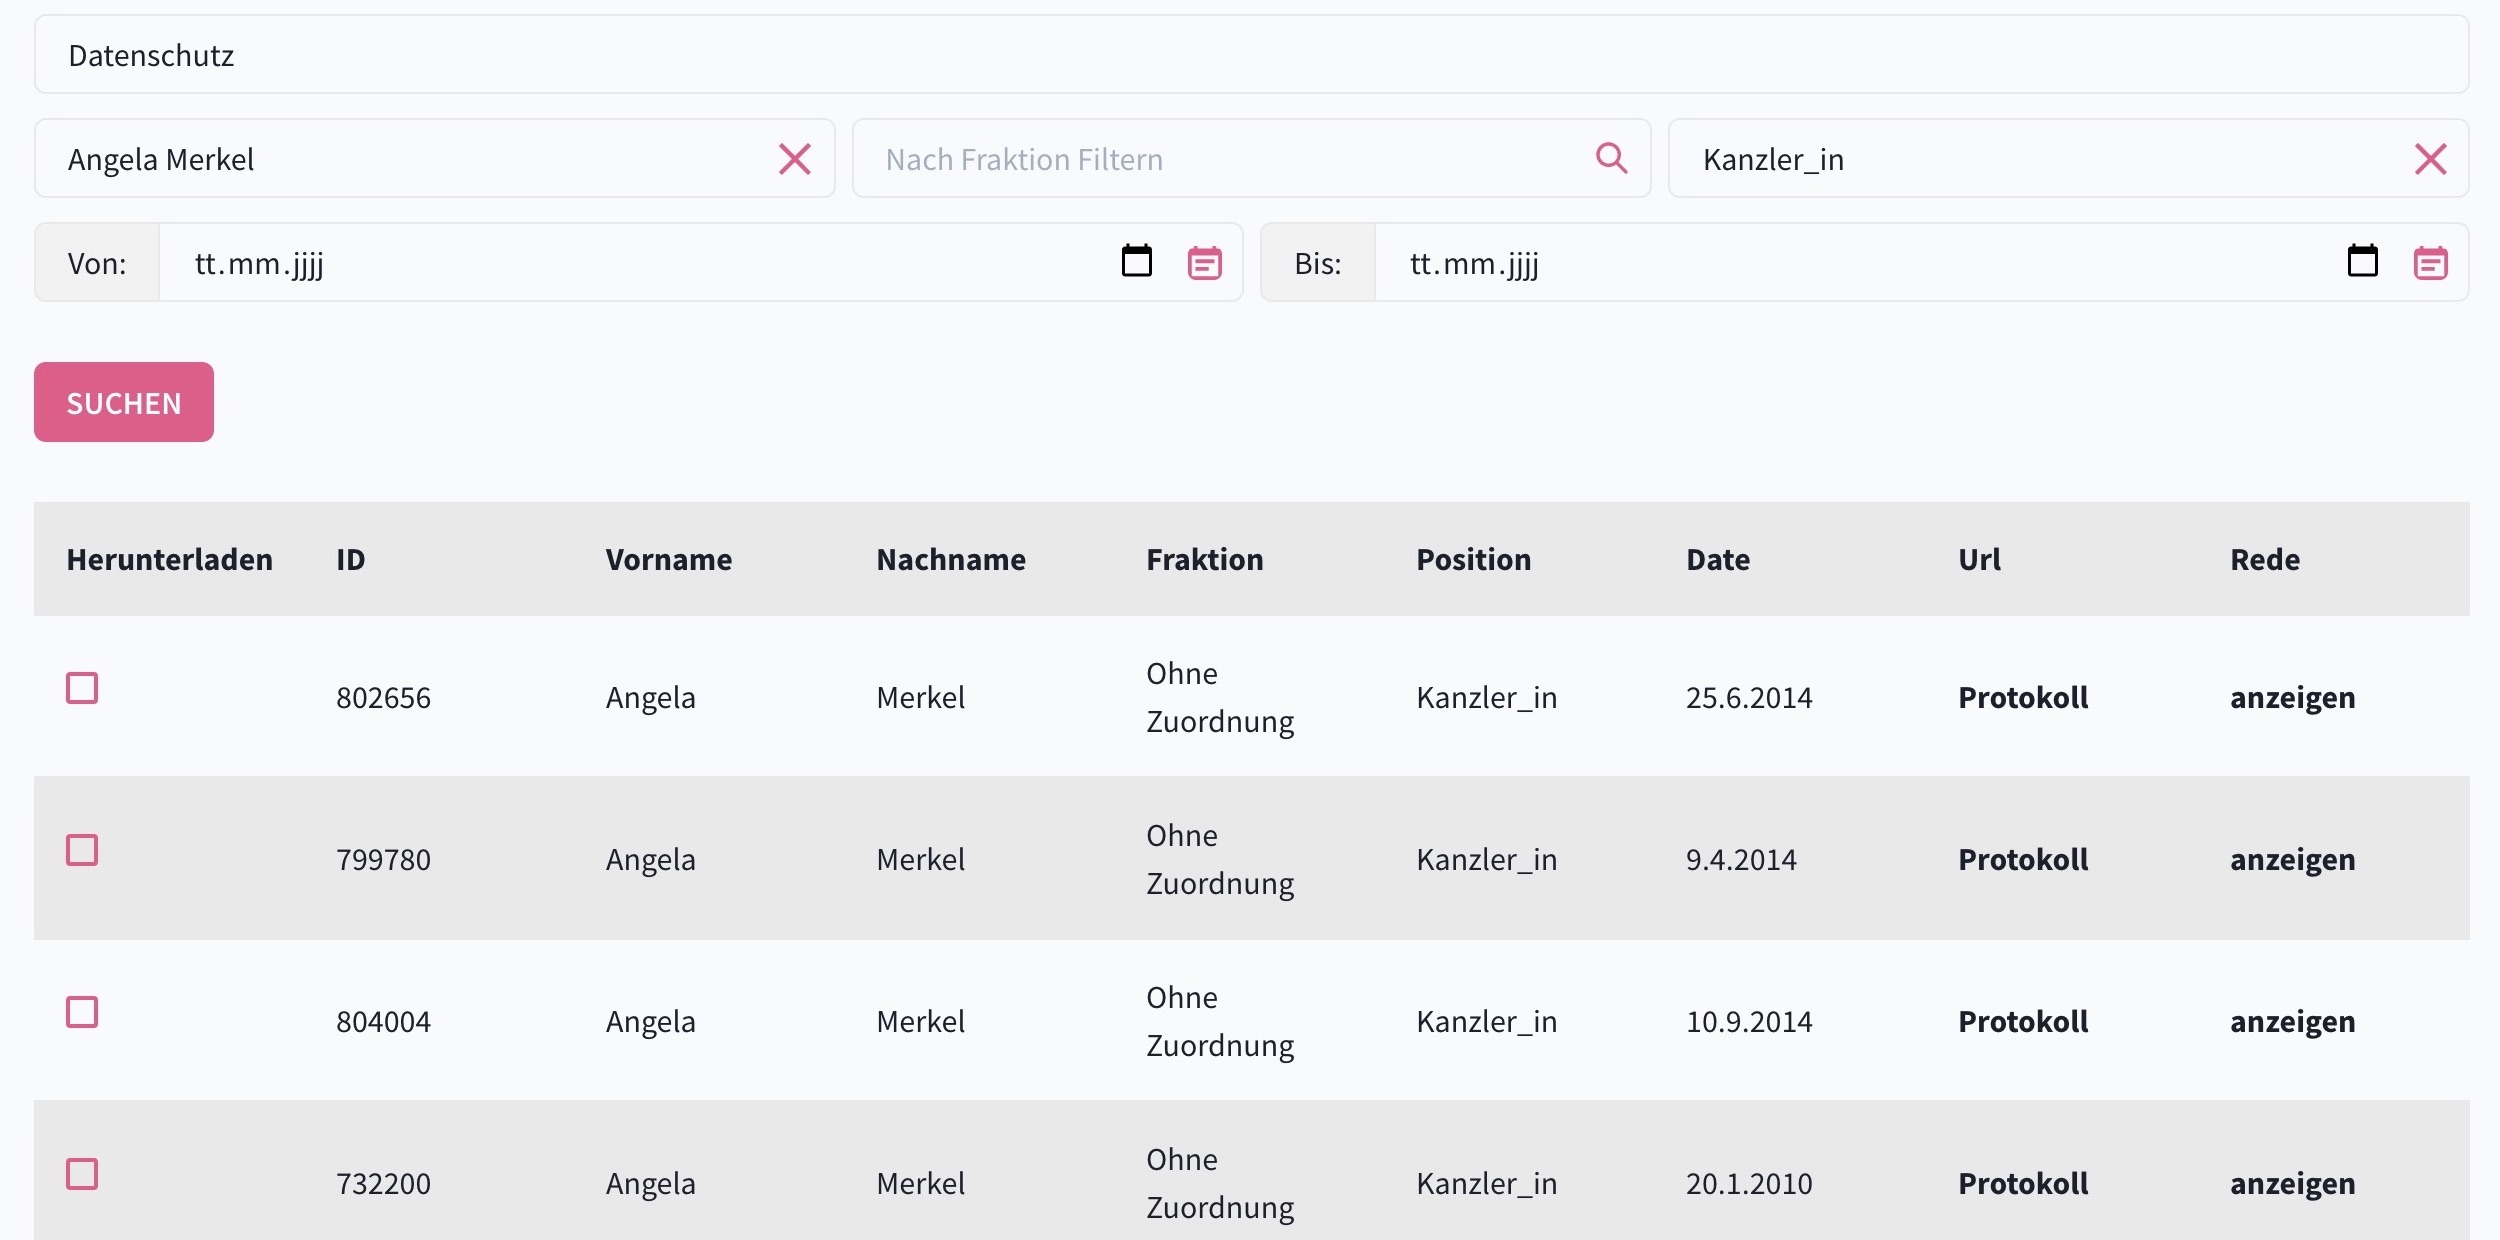 Datenschutz
Angela Merkel Nach Fraktion Filtern Kanzler_in
Von: tt.mm.jjjj Bis: tt.mm.jjjj
SUCHEN
Herunterladen ID Vorname Nachname Fraktion Position Date Url Rede
802656 Angela Merkel Ohne Zuordnung Kanzler_in 25.6.2014 Protokoll anzeigen
799780 Angela Merkel Ohne Zuordnung Kanzler_in 9.4.2014 Protokoll anzeigen
804004 Angela Merkel Ohne Zuordnung Kanzler_in 10.9.2014 Protokoll anzeigen
732200 Angela Merkel Ohne Zuordnung Kanzler_in 20.1.2010 Protokoll anzeigen